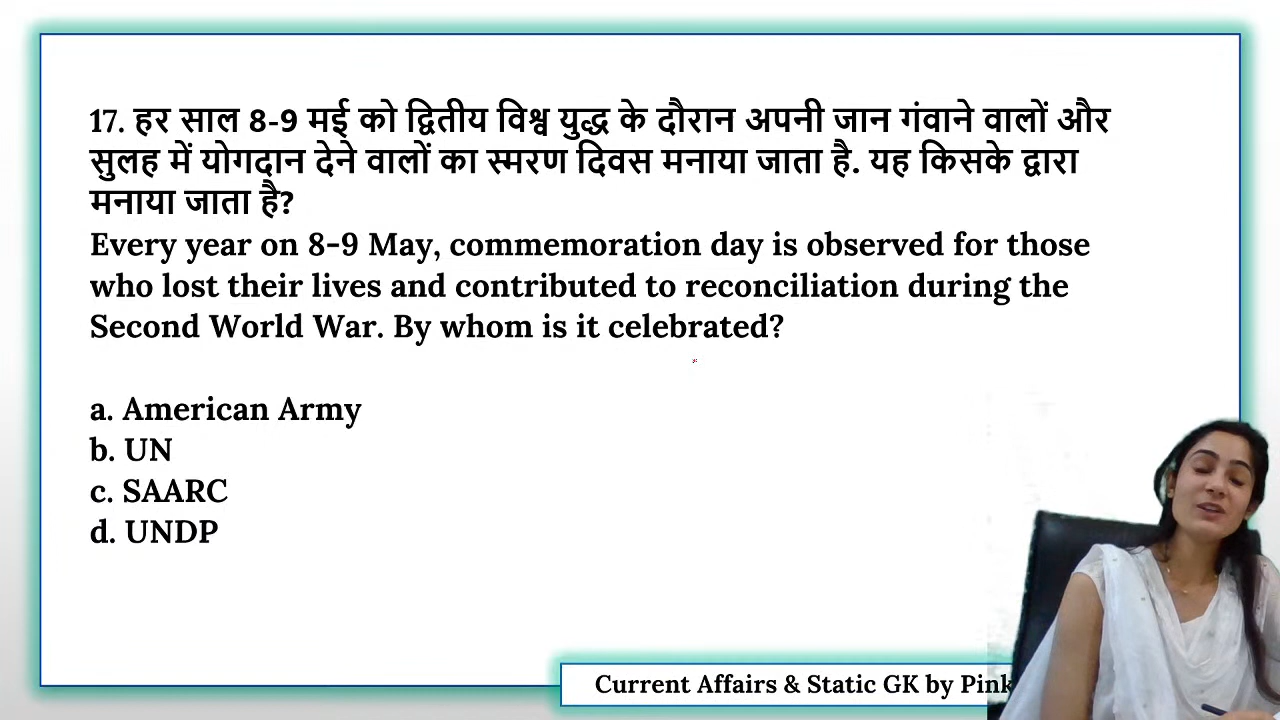 17. हर साल 8-9 मई को द्वितीय विश्व युद्ध के दौरान अपनी जान गंवाने वालों और
सुलह में योगदान देने वालों का स्मरण दिवस मनाया जाता है. यह किसके द्वारा
मनाया जाता है?
Every year on 8-9 May, commemoration day is observed for those
who lost their lives and contributed to reconciliation during the
Second World War. By whom is it celebrated?
a. American Army
b. UN
c. SAARC
d. UNDP
Current Affairs & Static GK by Pink